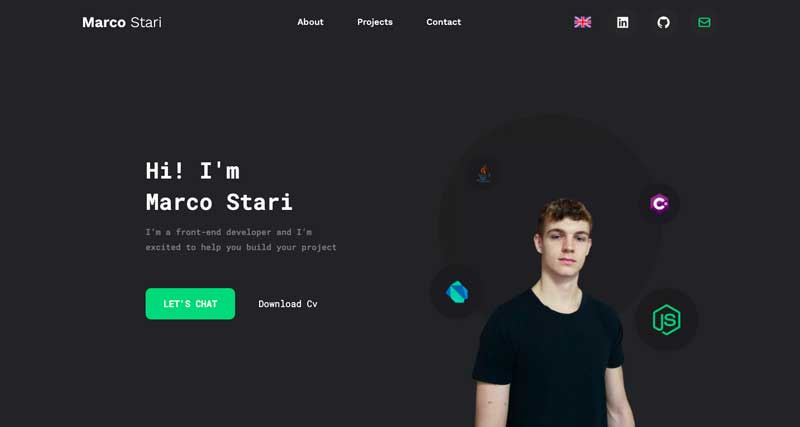 Marco Stari
About
Projects
Contact
Hi! I'm
Marco Stari
I'm a front-end developer and I'm
excited to help you build your project
LET'S CHAT
Download Cv
in
C#
JS